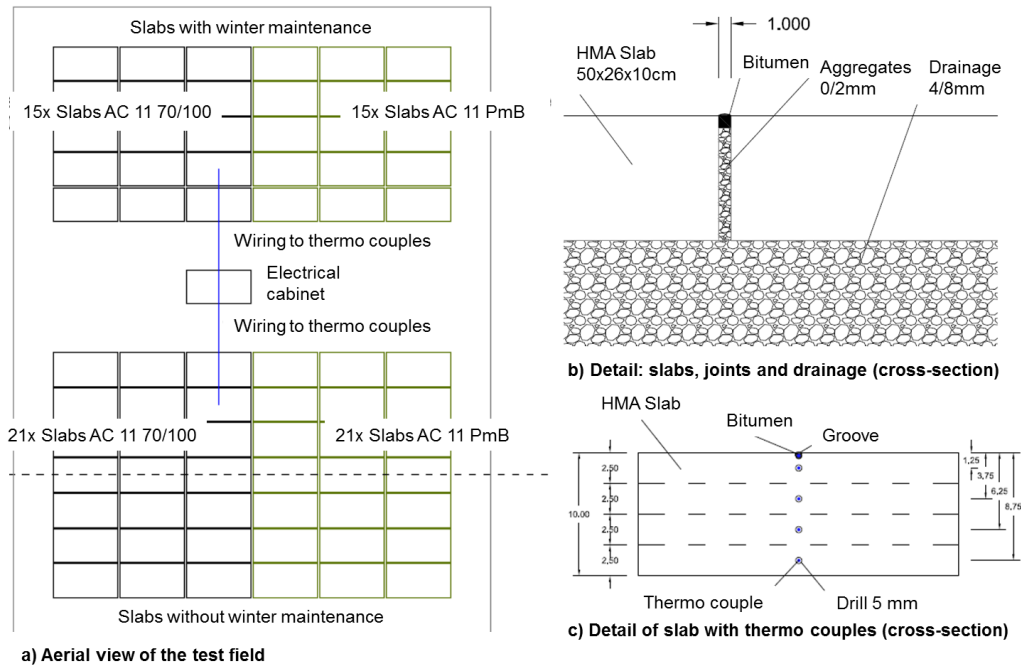 Slabs with winter maintenance
15x Slabs AC 11 70/100
15x Slabs AC 11 PmB
Wiring to thermo couples
Electrical
cabinet
Wiring to thermo couples
21x Slabs AC 11 70/100
21x Slabs AC 11 PmB
Slabs without winter maintenance
a) Aerial view of the test field
1.000
HMA Slab
50x26x10cm
Bitumen
Aggregates
0/2mm
Drainage
4/8mm
b) Detail: slabs, joints and drainage (cross-section)
HMA Slab
Bitumen
Groove
10.00
2.50
2.50
2.50
2.50
1,25
3,75
6,25
8,75
Thermo couple
Drill 5 mm
c) Detail of slab with thermo couples (cross-section)